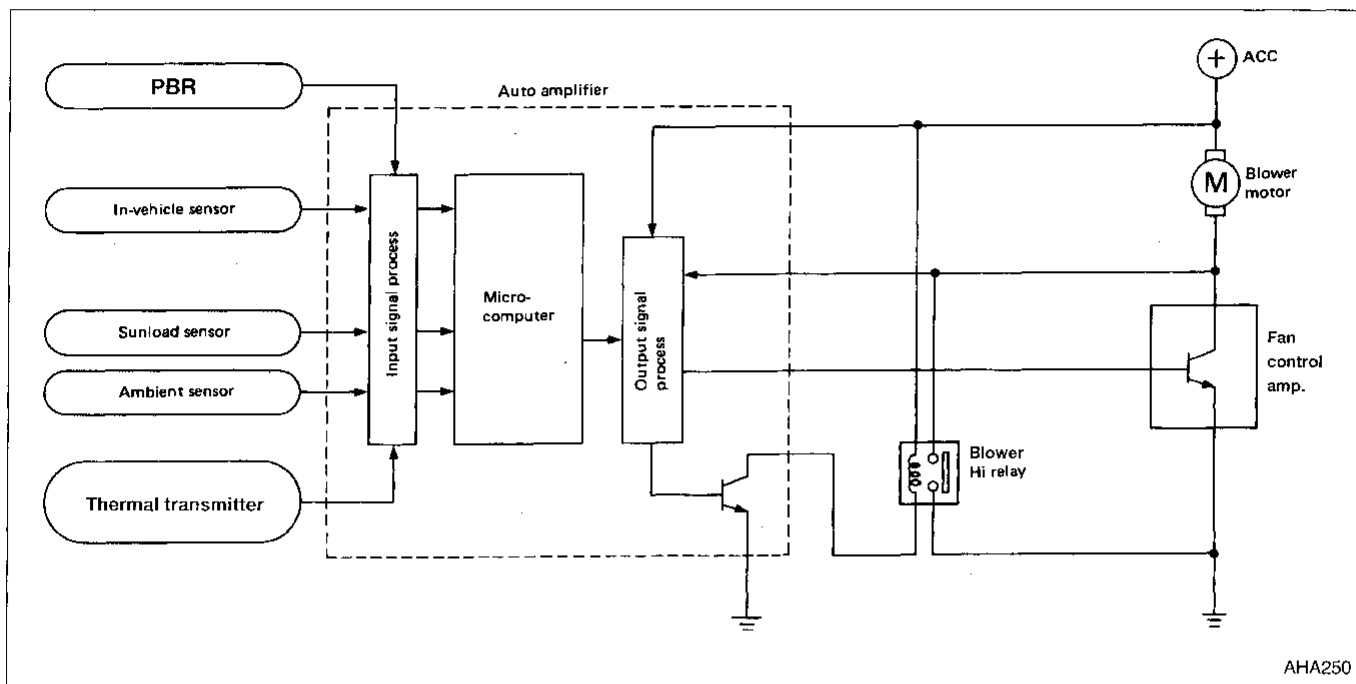 PBR
Auto amplifier
ACC
In-vehicle sensor
Blower
motor
Input signal process
Micro-
computer
Output signal
process
Sunload sensor
Fan
control
amp.
Ambient sensor
Blower
Hi relay
Thermal transmitter
M
AHA250